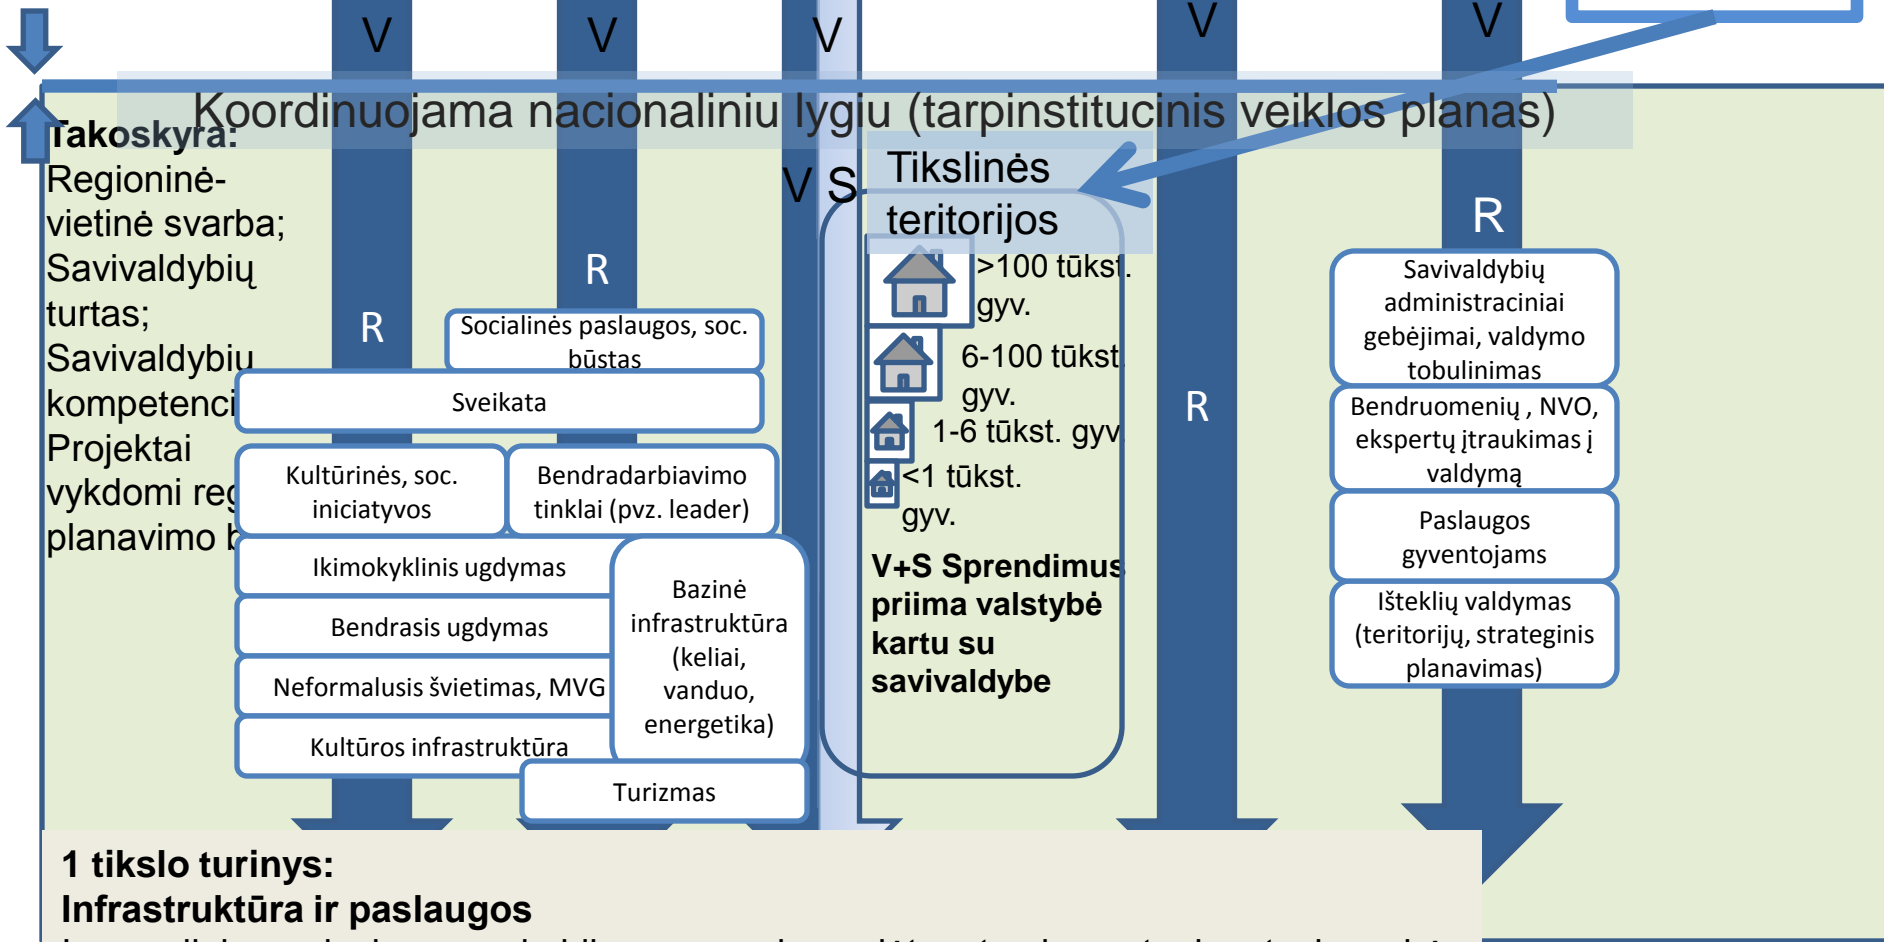 V
V
V
V
V
Koordinuojama nacionaliniu lygiu (tarpinstitucinis veiklos planas)
Takoskyra:
Regioninė-
vietinė svarba;
Savivaldybių
turtas;
Savivaldybių
kompetenci
Projektai
vykdomi reg
planavimo b
R
R
V S
R
R
Socialinės paslaugos, soc.
būstas
Sveikata
Kultūrinės, soc.
iniciatyvos
Bendradarbiavimo
tinklai (pvz. leader)
Ikimokyklinis ugdymas
Bendrasis ugdymas
Neformalusis švietimas, MVG
Kultūros infrastruktūra
Bazinė
infrastruktūra
(keliai,
vanduo,
energetika)
Turizmas
Tikslinės
teritorijos
>100 tūkst.
gyv.
6-100 tūkst.
gyv.
1-6 tūkst. gyv.
<1 tūkst.
gyv.
V+S Sprendimus
priima valstybė
kartu su
savivaldybe
Savivaldybių
administraciniai
gebėjimai, valdymo
tobulinimas
Bendruomenių , NVO,
ekspertų įtraukimas į
valdymą
Paslaugos
gyventojams
Išteklių valdymas
(teritorijų, strateginis
planavimas)
1 tikslo turinys:
Infrastruktūra ir paslaugos